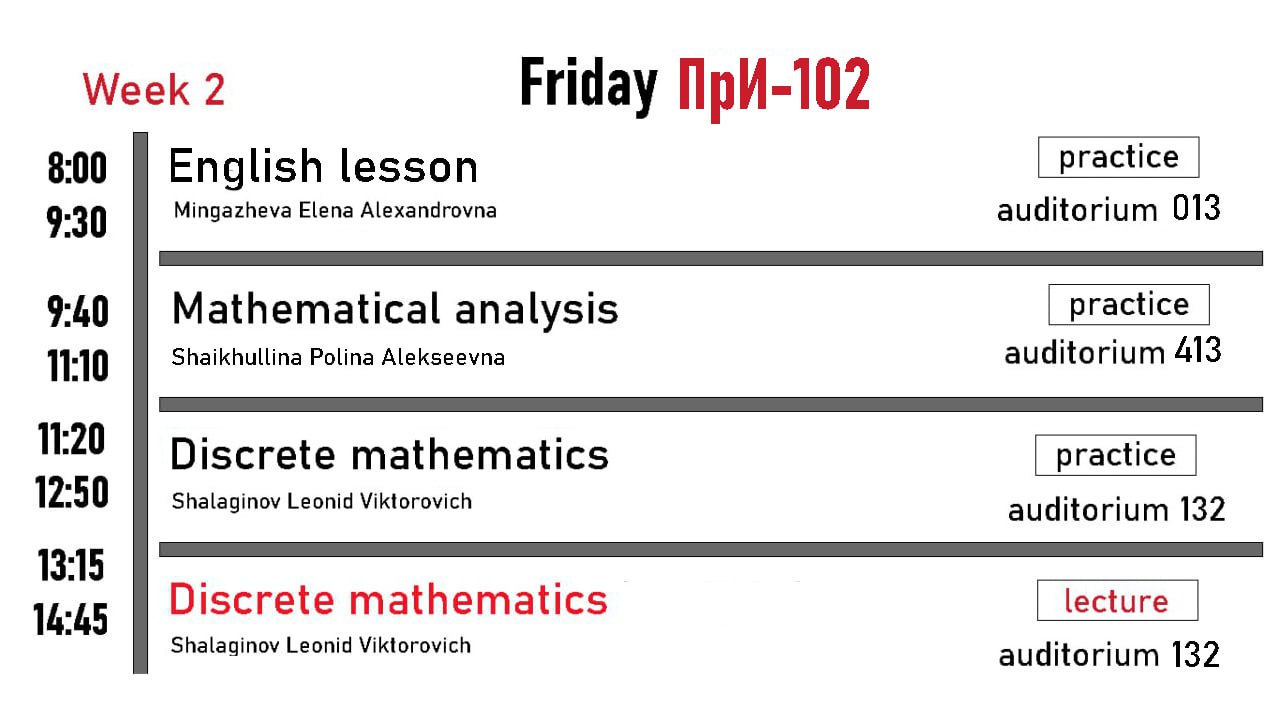 Week 2
Friday ПрИ-102
8:00
9:30
English lesson
Mingazheva Elena Alexandrovna
practice
auditorium 013
9:40
11:10
Mathematical analysis
Shaikhullina Polina Alekseevna
practice
auditorium 413
11:20
12:50
Discrete mathematics
Shalaginov Leonid Viktorovich
practice
auditorium 132
13:15
14:45
Discrete mathematics
Shalaginov Leonid Viktorovich
lecture
auditorium 132